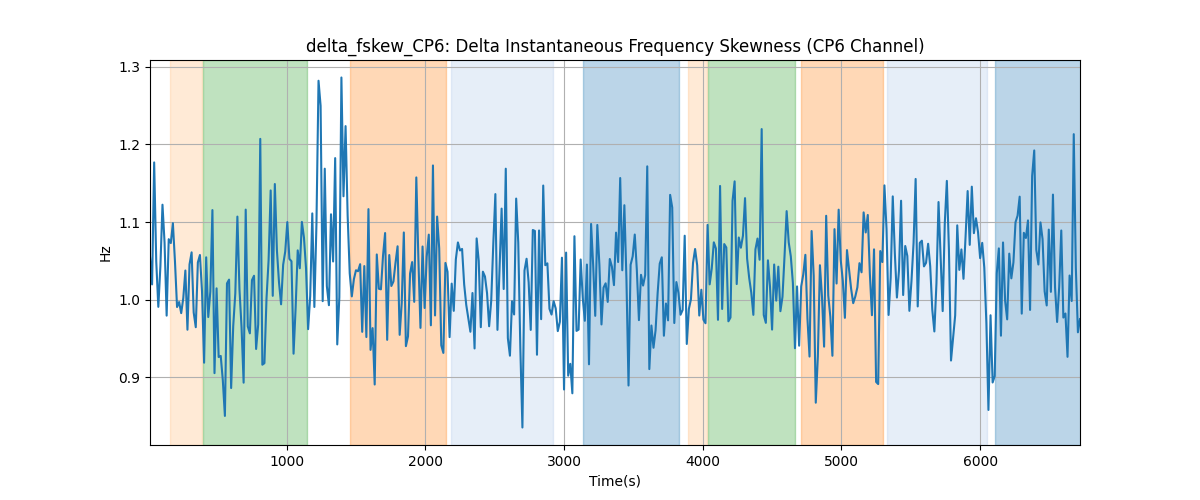 delta_fskew_CP6: Delta Instantaneous Frequency Skewness (CP6 Channel)
1.3
1.2
1.1
1.0
0.9
Hz
1000 2000 3000 4000 5000 6000
Time(s)